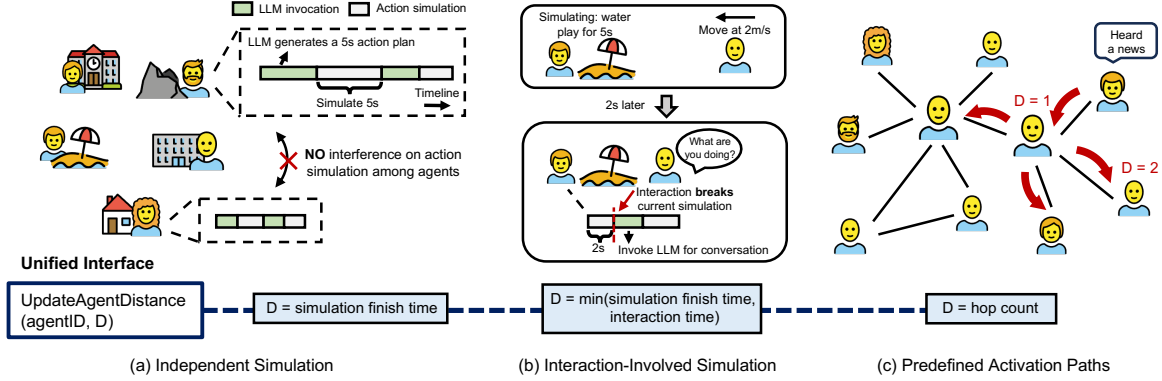 LLM invocation
Action simulation
LLM generates a 5s action plan
Simulate 5s
Timeline
NO interference on action
simulation among agents
Simulating: water
play for 5s
Move at 2m/s
2s later
What are
you doing?
Interaction breaks
current simulation
2s
Invoke LLM for conversation
Heard
a news
D = 1
D = 2
Unified Interface
UpdateAgentDistance
(agentID, D)
D = simulation finish time
D = min(simulation finish time,
interaction time)
D = hop count
(a) Independent Simulation
(b) Interaction-Involved Simulation
(c) Predefined Activation Paths